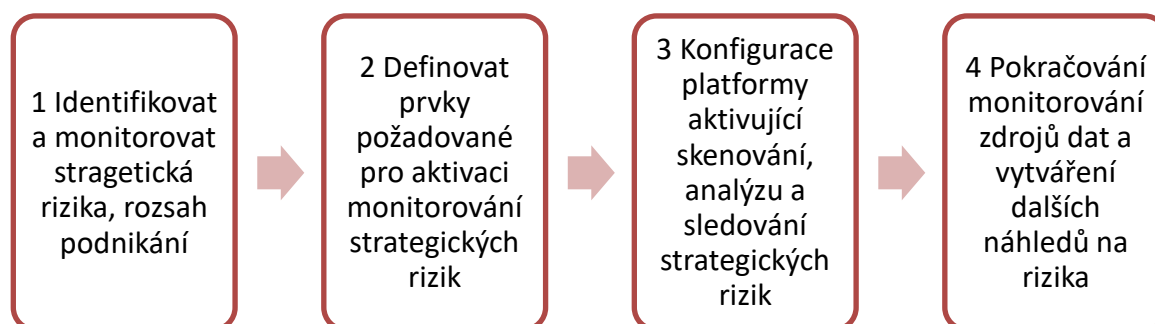 1 Identifikovat
a monitorovat
stragetická
rizika, rozsah
podnikání
2 Definovat
prvky
požadované
pro aktivaci
monitorování
strategických
rizik
3 Konfigurace
platformy
aktivující
skenování,
analýzu a
sledování
strategických
rizik
4 Pokračování
monitorování
zdrojů dat a
vytváření
dalších
náhledů na
rizika